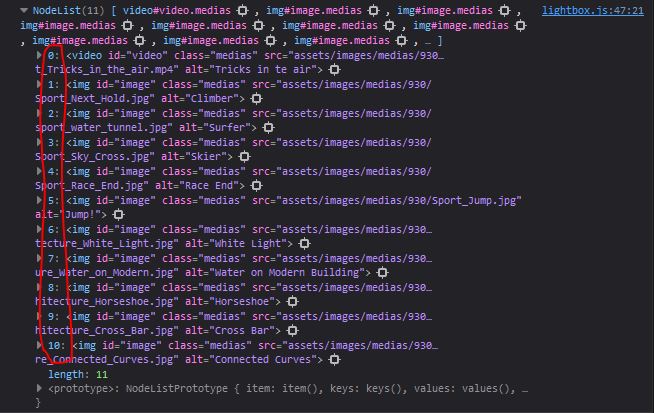 NodeList(11) [ video#video.medias, img#image.medias, img#image.medias, lightbox.js:47:21
img#image.medias, img#image.medias, img#image.medias, img#image.medias
, img#image.medias, img#image.medias, img#image.medias, … ]
0: <video id="video" class="medias" src="assets/images/medias/930…
t_Tricks_in_the_air.mp4" alt="Tricks in te air">
1: <img id="image" class="medias" src="assets/images/medias/930/
Sport_Next_Hold.jpg" alt="Climber">
2: <img id="image" class="medias" src="assets/images/medias/930/
sport_water_tunnel.jpg" alt="Surfer">
3: <img id="image" class="medias" src="assets/images/medias/930/
Sport_Sky_Cross.jpg" alt="Skier">
4: <img id="image" class="medias" src="assets/images/medias/930/
Sport_Race_End.jpg" alt="Race End">
5: <img id="image" class="medias" src="assets/images/medias/930/Sport_Jump.jpg"
alt="Jump!">
6: <img id="image" class="medias" src="assets/images/medias/930…
tecture_White_Light.jpg" alt="White Light">
7: <img id="image" class="medias" src="assets/images/medias/930…
ure_Water_on_Modern.jpg" alt="Water on Modern Building">
8: <img id="image" class="medias" src="assets/images/medias/930…
hitecture_Horseshoe.jpg" alt="Horseshoe">
9: <img id="image" class="medias" src="assets/images/medias/930…
hitecture_Cross_Bar.jpg" alt="Cross Bar">
10: <img id="image" class="medias" src="assets/images/medias/930…
re_Connected_Curves.jpg" alt="Connected Curves">
length: 11
<prototype>: NodeListPrototype { item: item(), keys: keys(), values: values(), …
}